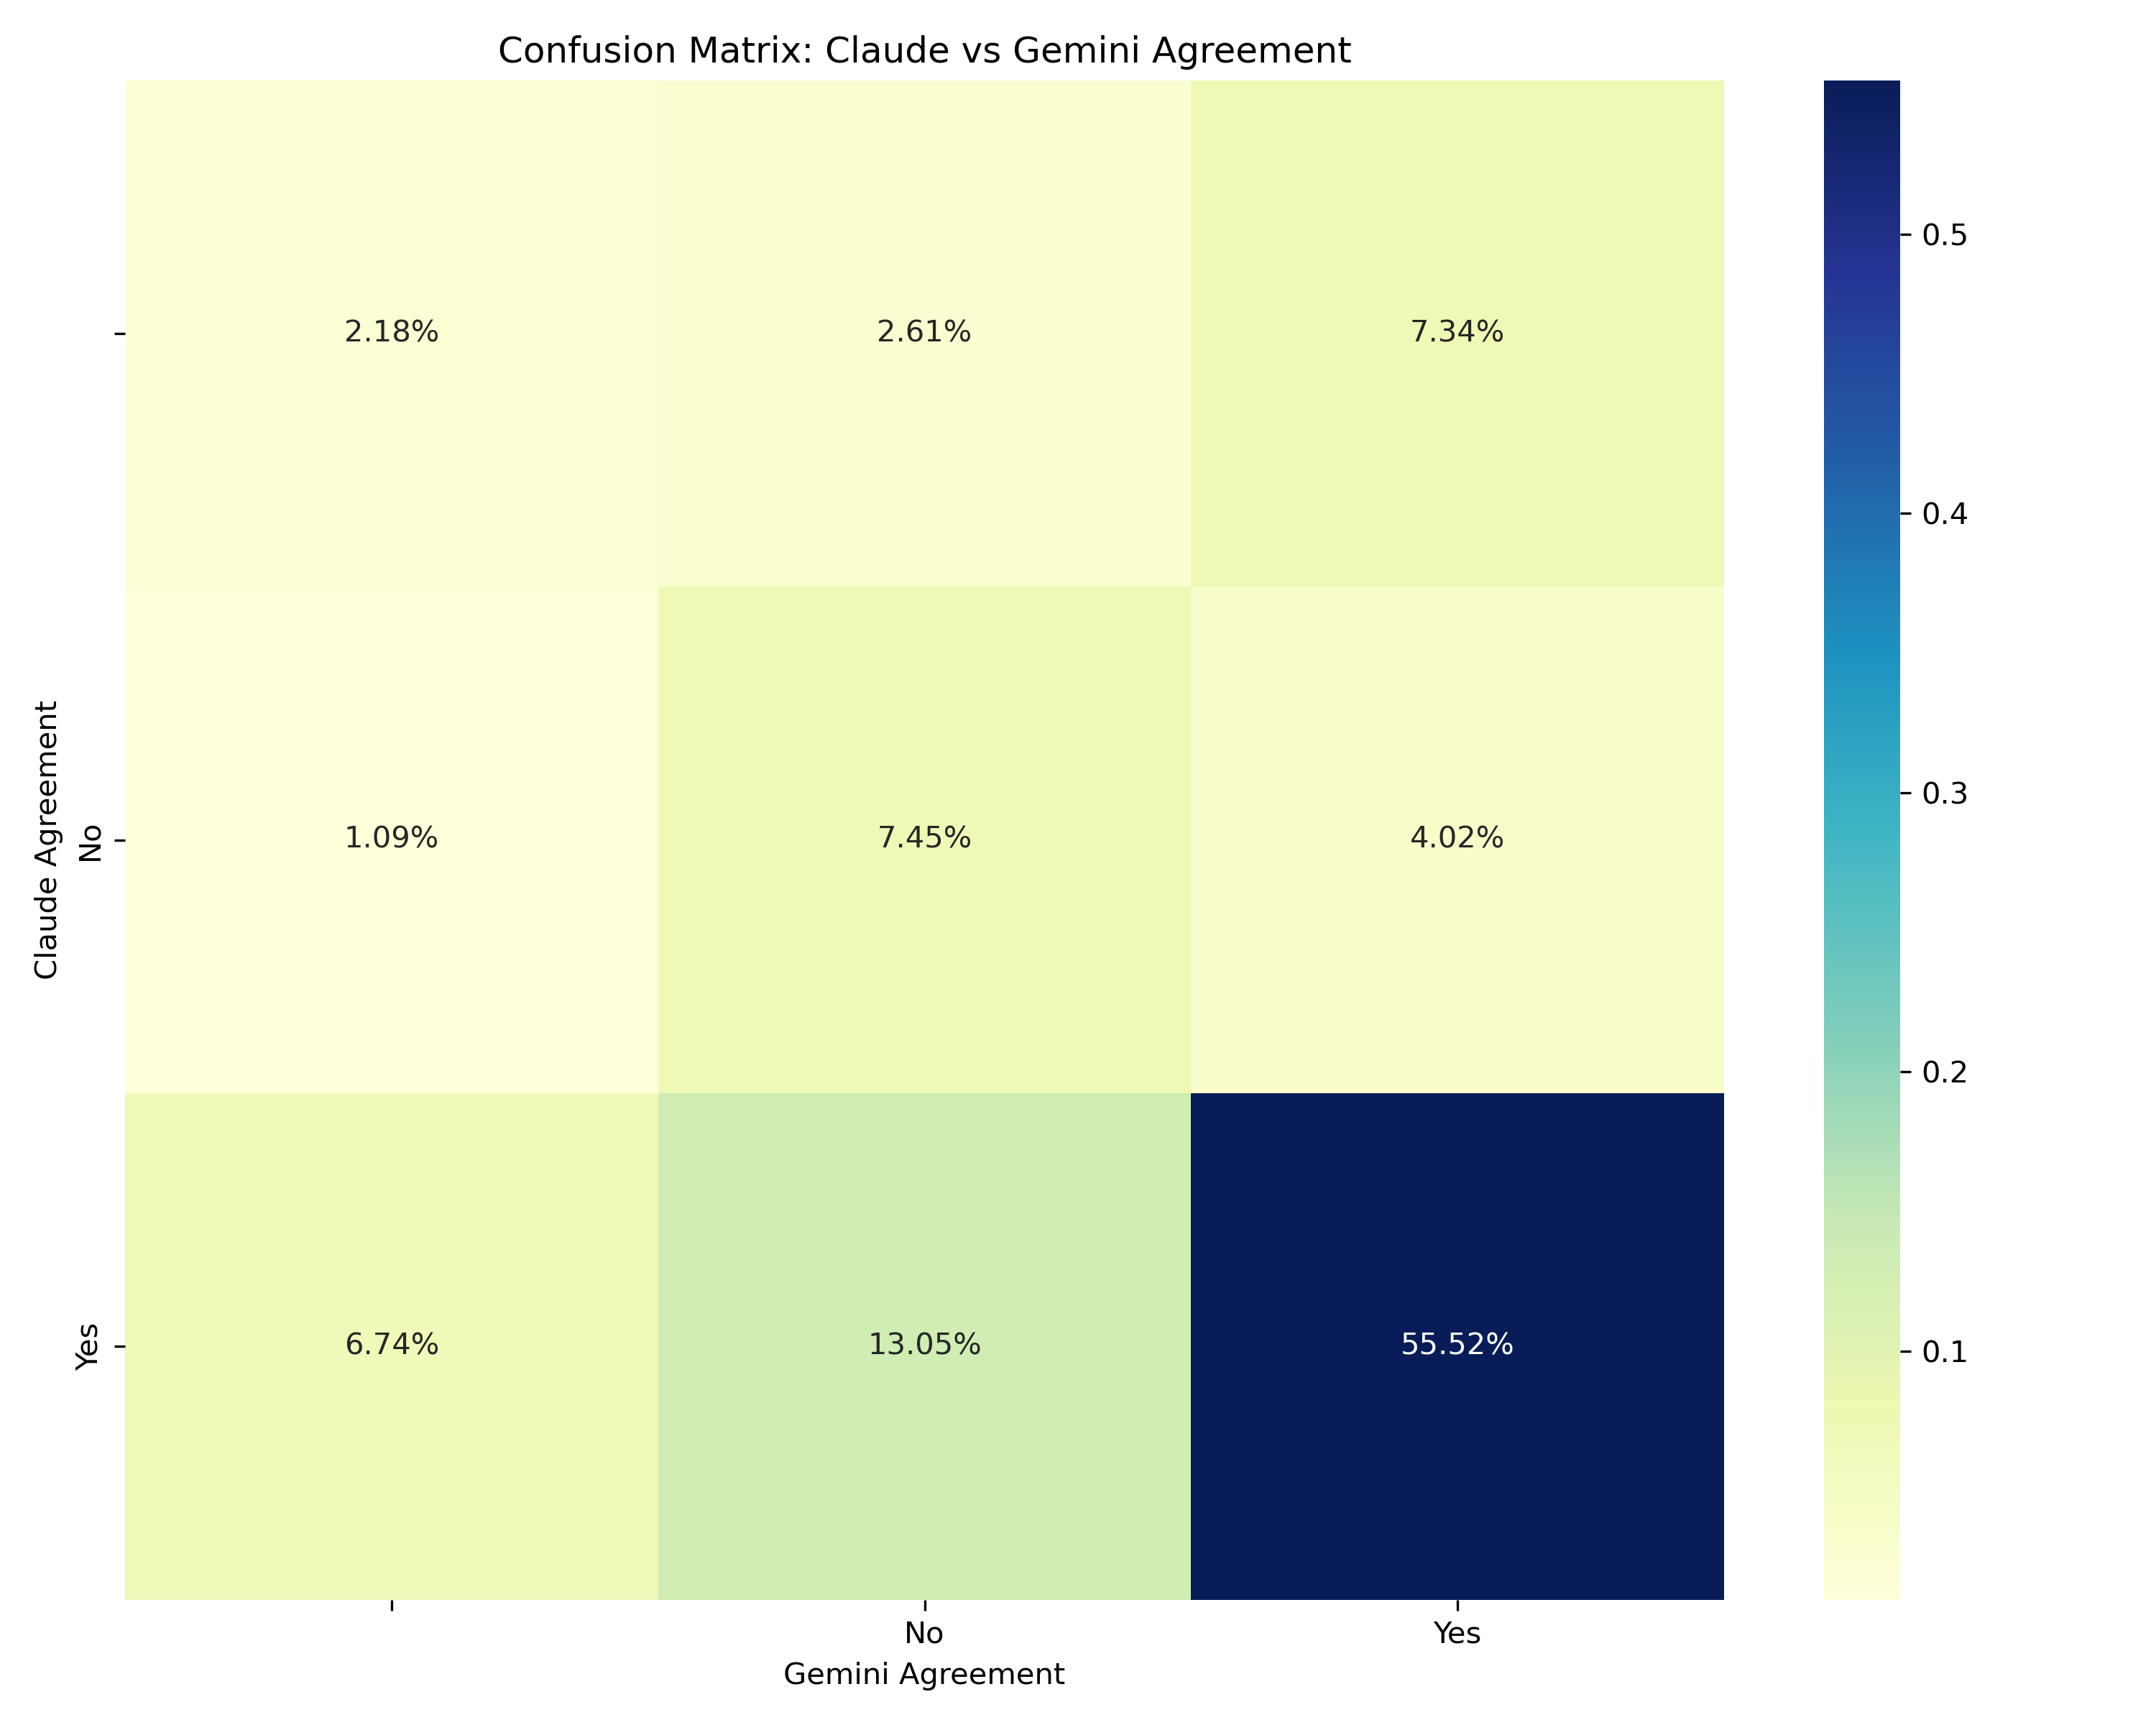 Confusion Matrix: Claude vs Gemini Agreement
2.18% 2.61% 7.34%
1.09% 7.45% 4.02%
6.74% 13.05% 55.52%
Claude Agreement
No
Yes
No Yes
Gemini Agreement
0.5
0.4
0.3
0.2
0.1